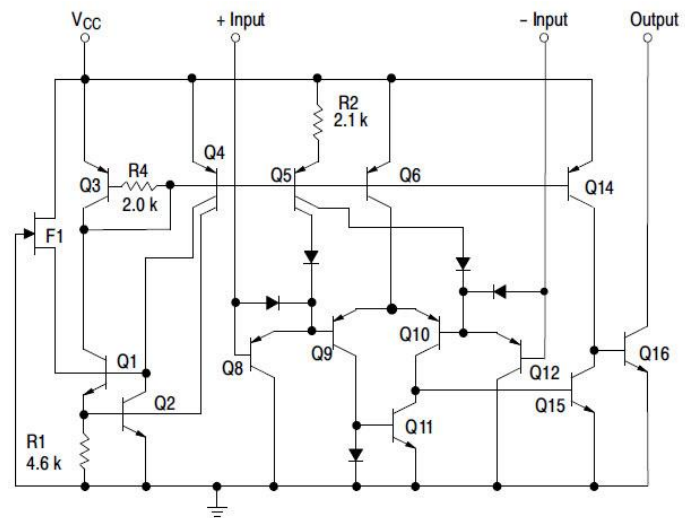 VCC
+ Input
– Input
Output
R2
2.1 k
Q3
R4
2.0 k
Q4
Q5
Q6
Q14
F1
Q1
Q2
Q8
Q9
Q10
Q12
Q16
Q15
Q11
R1
4.6 k